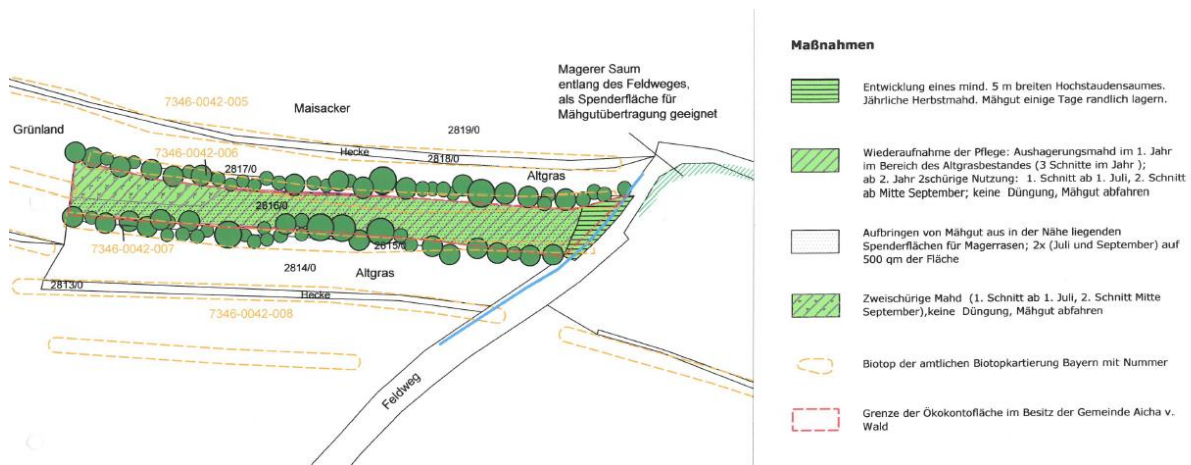 Magerer Saum
entlang des Feldweges,
als Spenderfläche für
Mähgutübertragung geeignet
7346-0042-005
Maisacker
2819/0
Grünland
7346-0042-006
Hecke
2818/0
2817/0
Altgras
2816/0
7346-0042-007
2815/0
2814/0
Altgras
2813/0
Hecke
7346-0042-008
Feldweg
Maßnahmen
Entwicklung eines mind. 5 m breiten Hochstaudensaumes.
Jährliche Herbstmahd. Mähgut einige Tage randlich lagern.
Wiederaufnahme der Pflege: Aushagerungsmahd im 1. Jahr
im Bereich des Altgrasbestandes (3 Schnitte im Jahr );
ab 2. Jahr 2schürige Nutzung: 1. Schnitt ab 1. Juli, 2. Schnitt
ab Mitte September; keine Düngung, Mähgut abfahren
Aufbringen von Mähgut aus in der Nähe liegenden
Spenderflächen für Magerrasen; 2x (Juli und September) auf
500 qm der Fläche
Zweischürige Mahd (1. Schnitt ab 1. Juli, 2. Schnitt Mitte
September),keine Düngung, Mähgut abfahren
Biotop der amtlichen Biotopkartierung Bayern mit Nummer
Grenze der Ökokontofläche im Besitz der Gemeinde Aicha v.
Wald